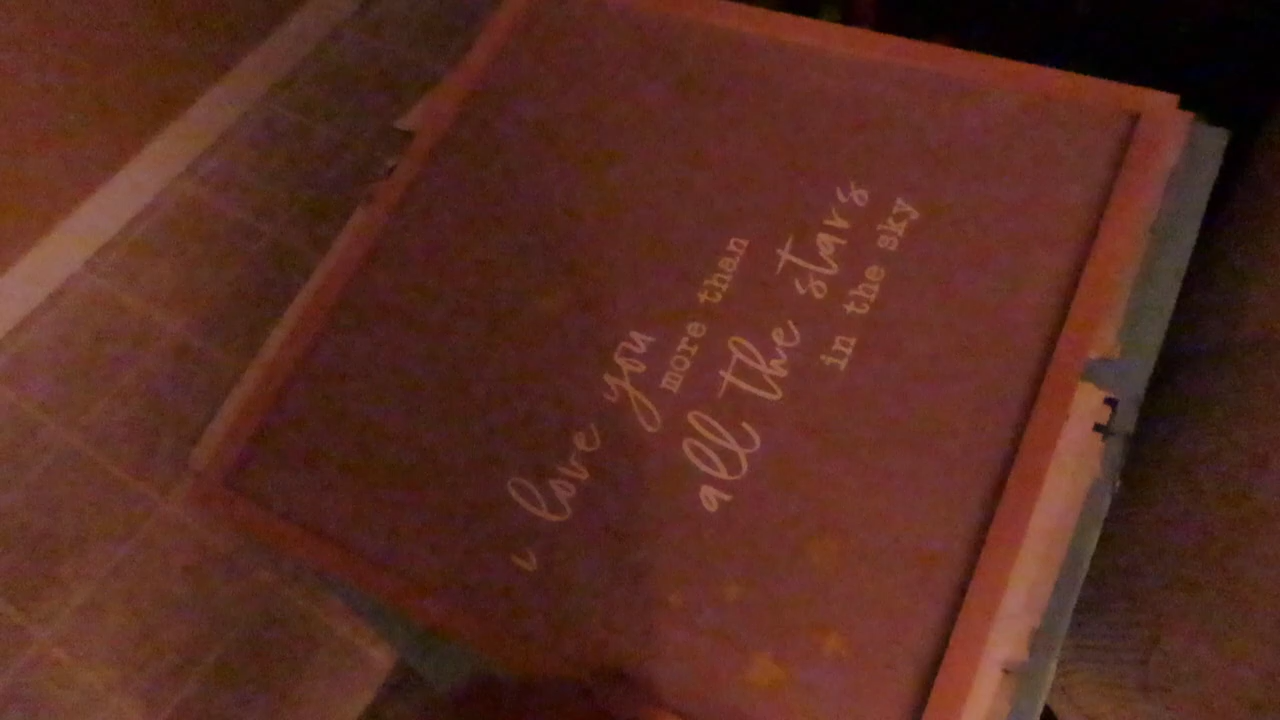 i love you
more than
all the stars
in the sky